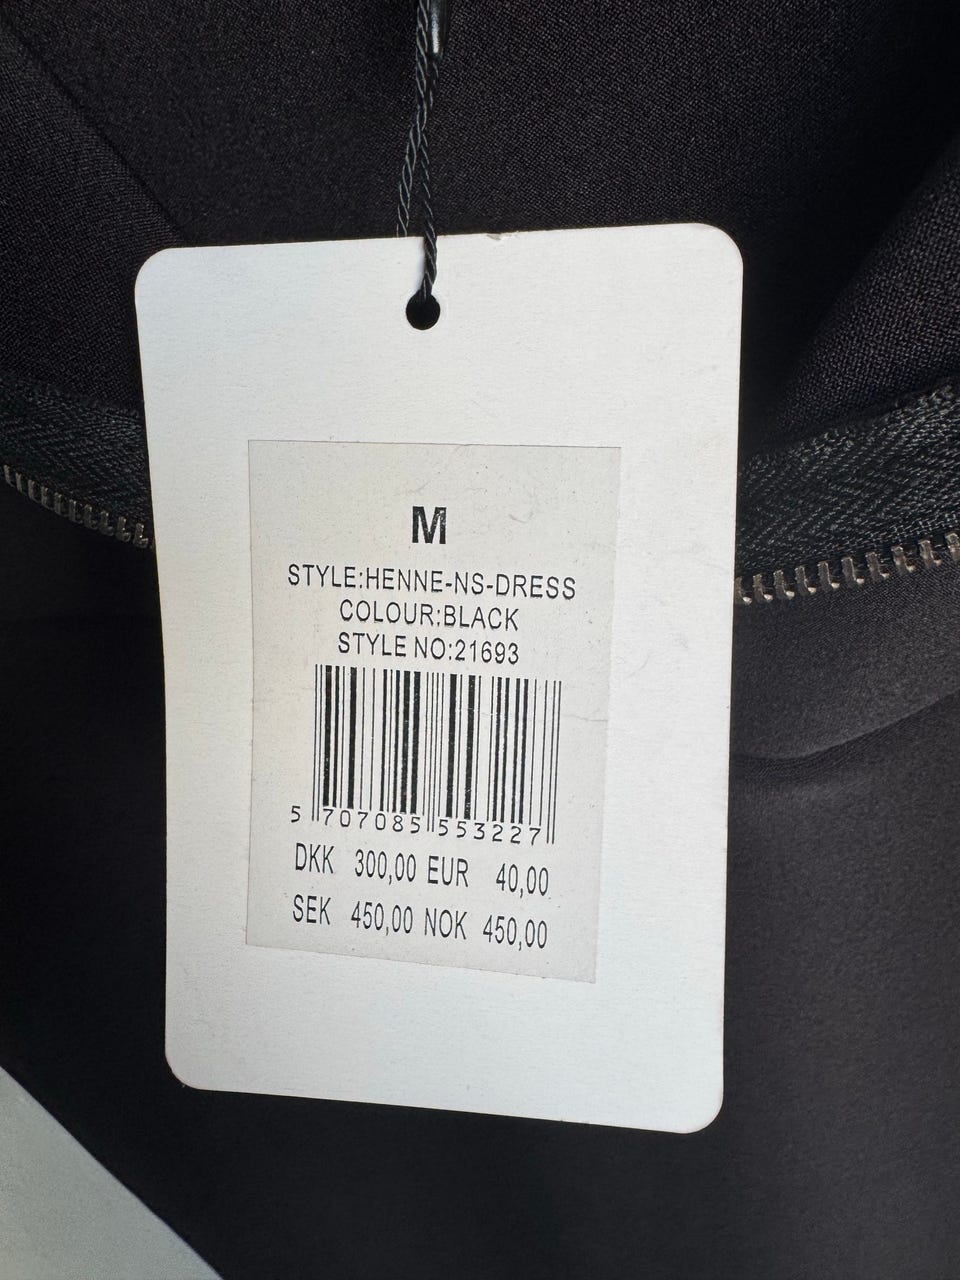 M
STYLE:HENNE-NS-DRESS
COLOUR:BLACK
STYLE NO:21693
5 707085 553227
DKK 300,00 EUR 40,00
SEK 450,00 NOK 450,00